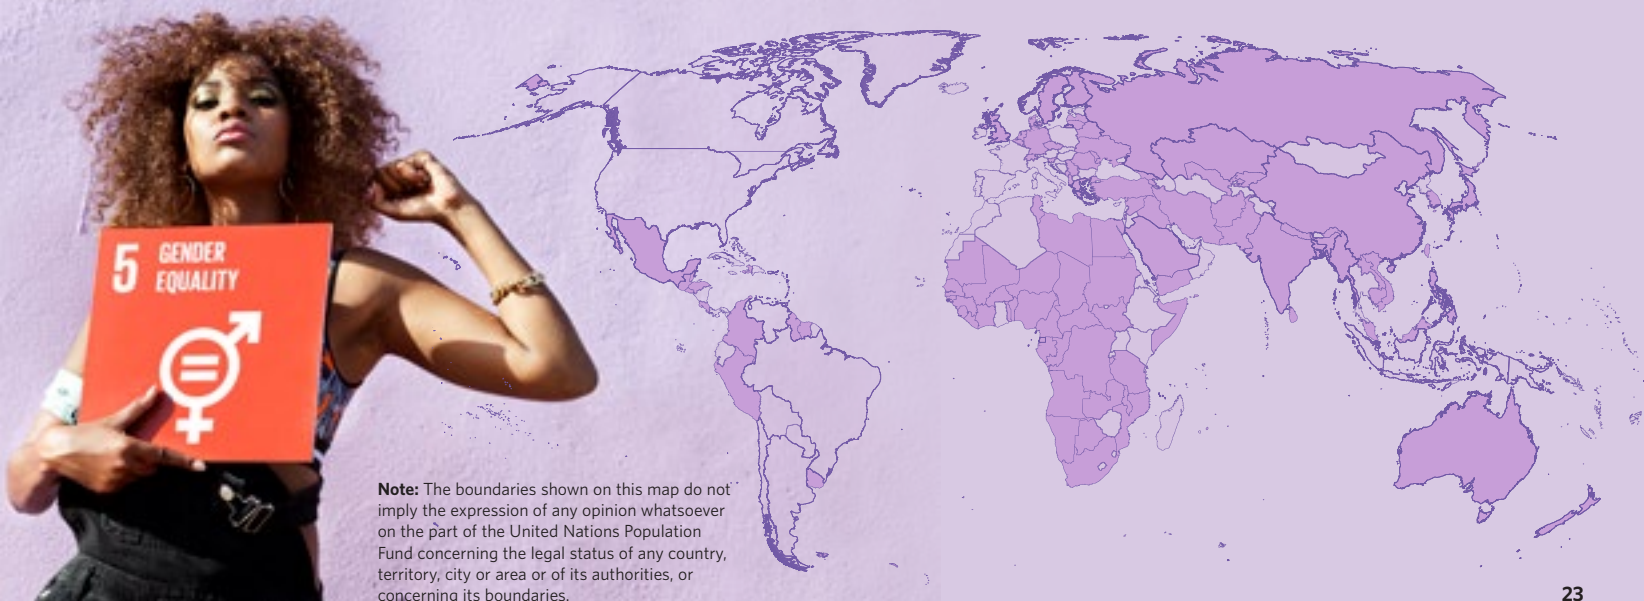 5 GENDER
EQUALITY
Note: The boundaries shown on this map do not
imply the expression of any opinion whatsoever
on the part of the United Nations Population
Fund concerning the legal status of any country,
territory, city or area or of its authorities, or
concerning its boundaries.
23